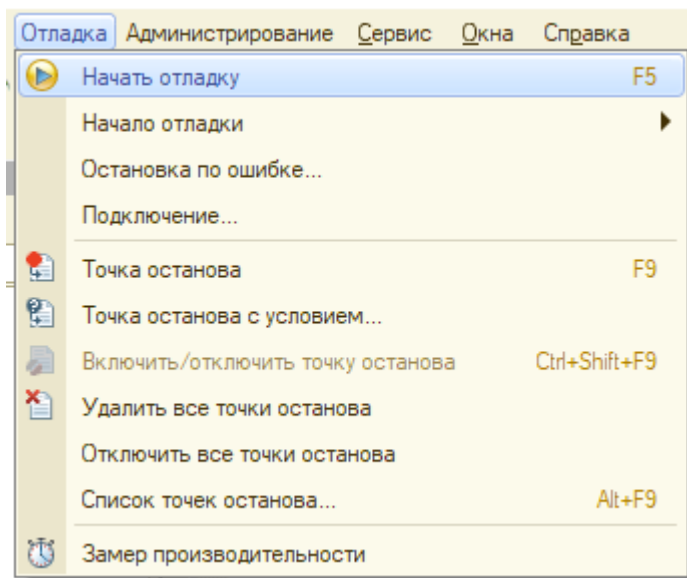 Отладка Администрирование Сервис Окна Справка
Начать отладку F5
Начало отладки
Остановка по ошибке...
Подключение...
Точка останова F9
Точка останова с условием...
Включить/отключить точку останова Ctrl+Shift+F9
Удалить все точки останова
Отключить все точки останова
Список точек останова... Alt+F9
Замер производительности